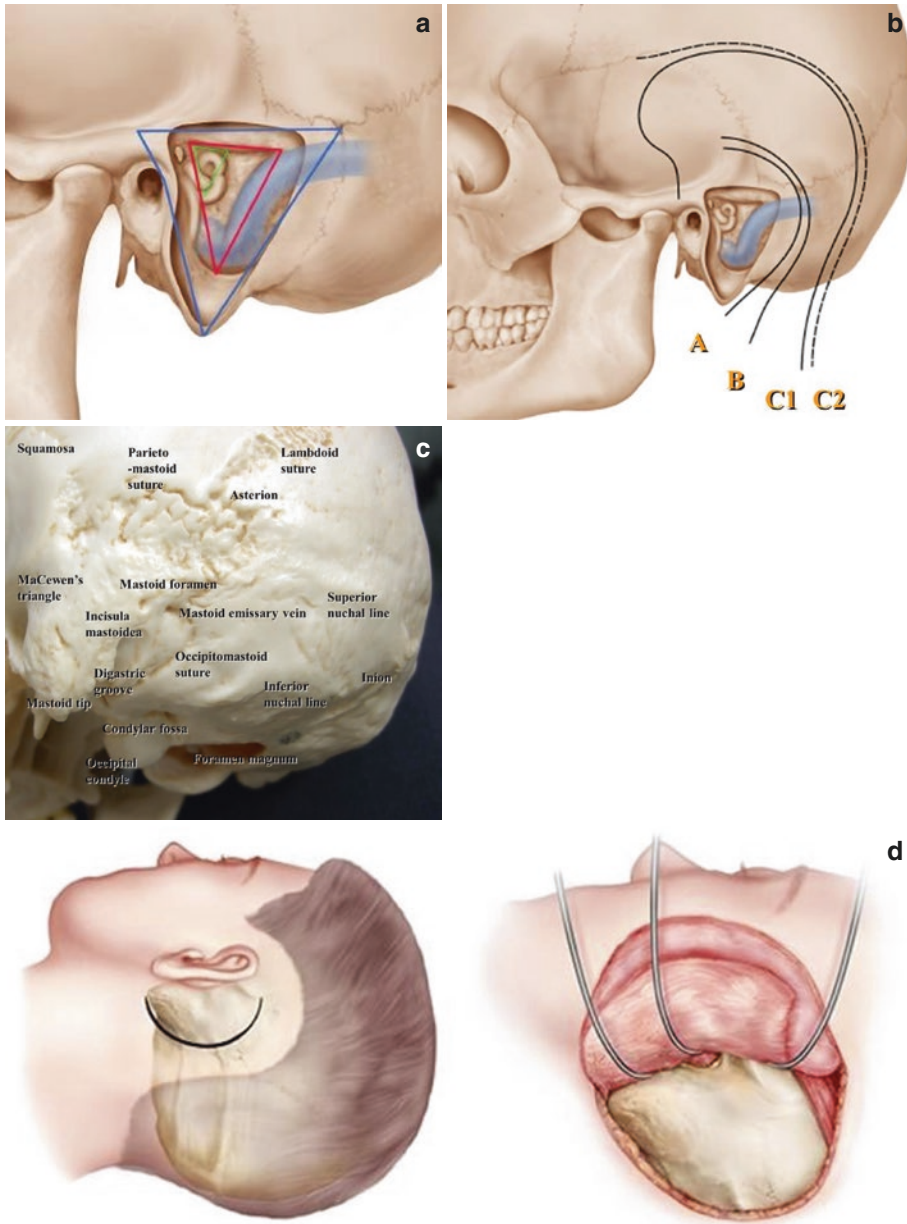 a
b
A
B
C1 C2
c
Squamosa
Parieto
-mastoid
suture
Lambdoid
suture
Asterion
MaCewen's
triangle
Mastoid foramen
Incisula
mastoidea
Mastoid emissary vein
Superior
nuchal line
Occipitomastoid
suture
Digastric
groove
Inferior
nuchal line
Inion
Mastoid tip
Condylar fossa
Occipital
condyle
Foramen magnum
d